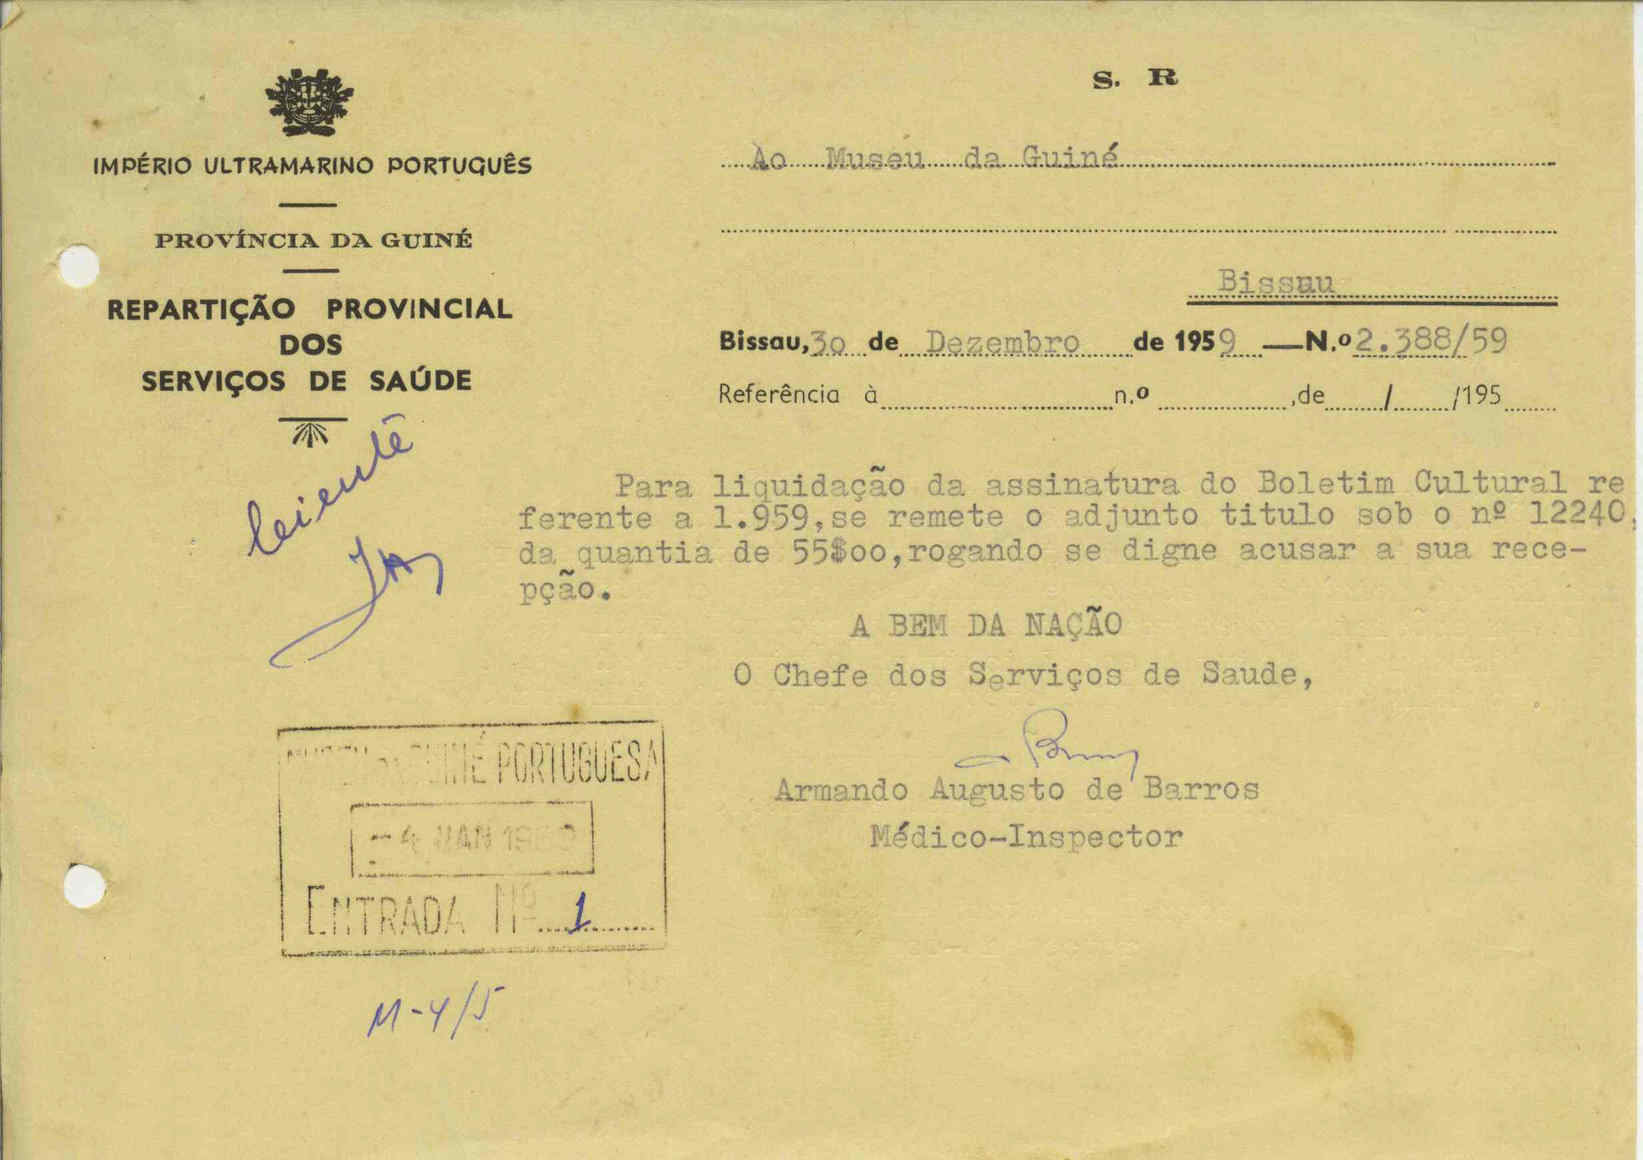 S. R
IMPÉRIO ULTRAMARINO PORTUGUÊS
PROVÍNCIA DA GUINÉ
REPARTIÇÃO PROVINCIAL
DOS
SERVIÇOS DE SAÚDE
Ao Museu da Guiné
Bissau
Bissau, 30 de Dezembro de 1959 — N.º 2.388/59
Referência à n.º ,de / /195
Ciente
Para liquidação da assinatura do Boletim Cultural re
ferente a 1.959,se remete o adjunto titulo sob o nº 12240,
da quantia de 55$oo,rogando se digne acusar a sua rece-
pção.
A BEM DA NAÇÃO
O Chefe dos Serviços de Saude,
Armando Augusto de Barros
Médico-Inspector
GUINÉ PORTUGUESA
4 JAN
ENTRADA Nº 1
M-4/5